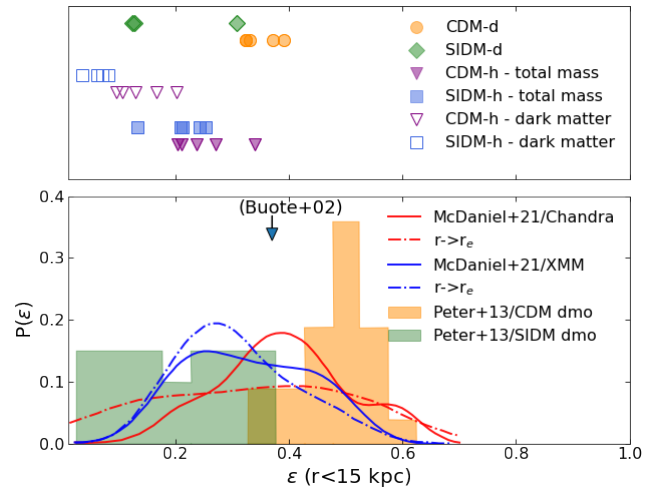 CDM-d
SIDM-d
CDM-h - total mass
SIDM-h - total mass
CDM-h - dark matter
SIDM-h - dark matter
0.4
(Buote+02)
McDaniel+21/Chandra
r->rₑ
McDaniel+21/XMM
r->rₑ
Peter+13/CDM dmo
Peter+13/SIDM dmo
0.3
0.2
0.1
0.0
P(ε)
0.2 0.4 0.6 0.8 1.0
ε (r<15 kpc)